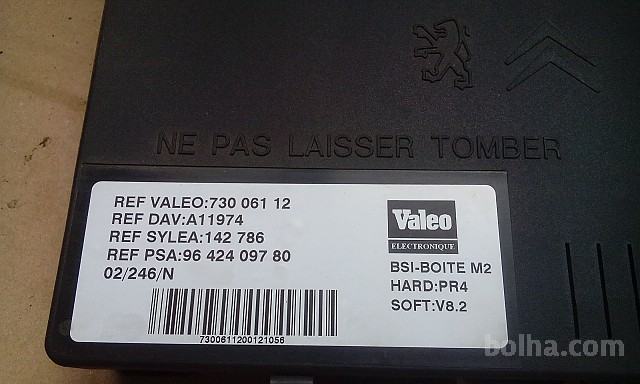 NE PAS LAISSER TOMBER
REF VALEO:730 061 12
REF DAV:A11974
REF SYLEA:142 786
REF PSA:96 424 097 80
02/246/N
7300611200121056
Valeo
ELECTRONIQUE
BSI-BOITE M2
HARD:PR4
SOFT:V8.2
bolha.com